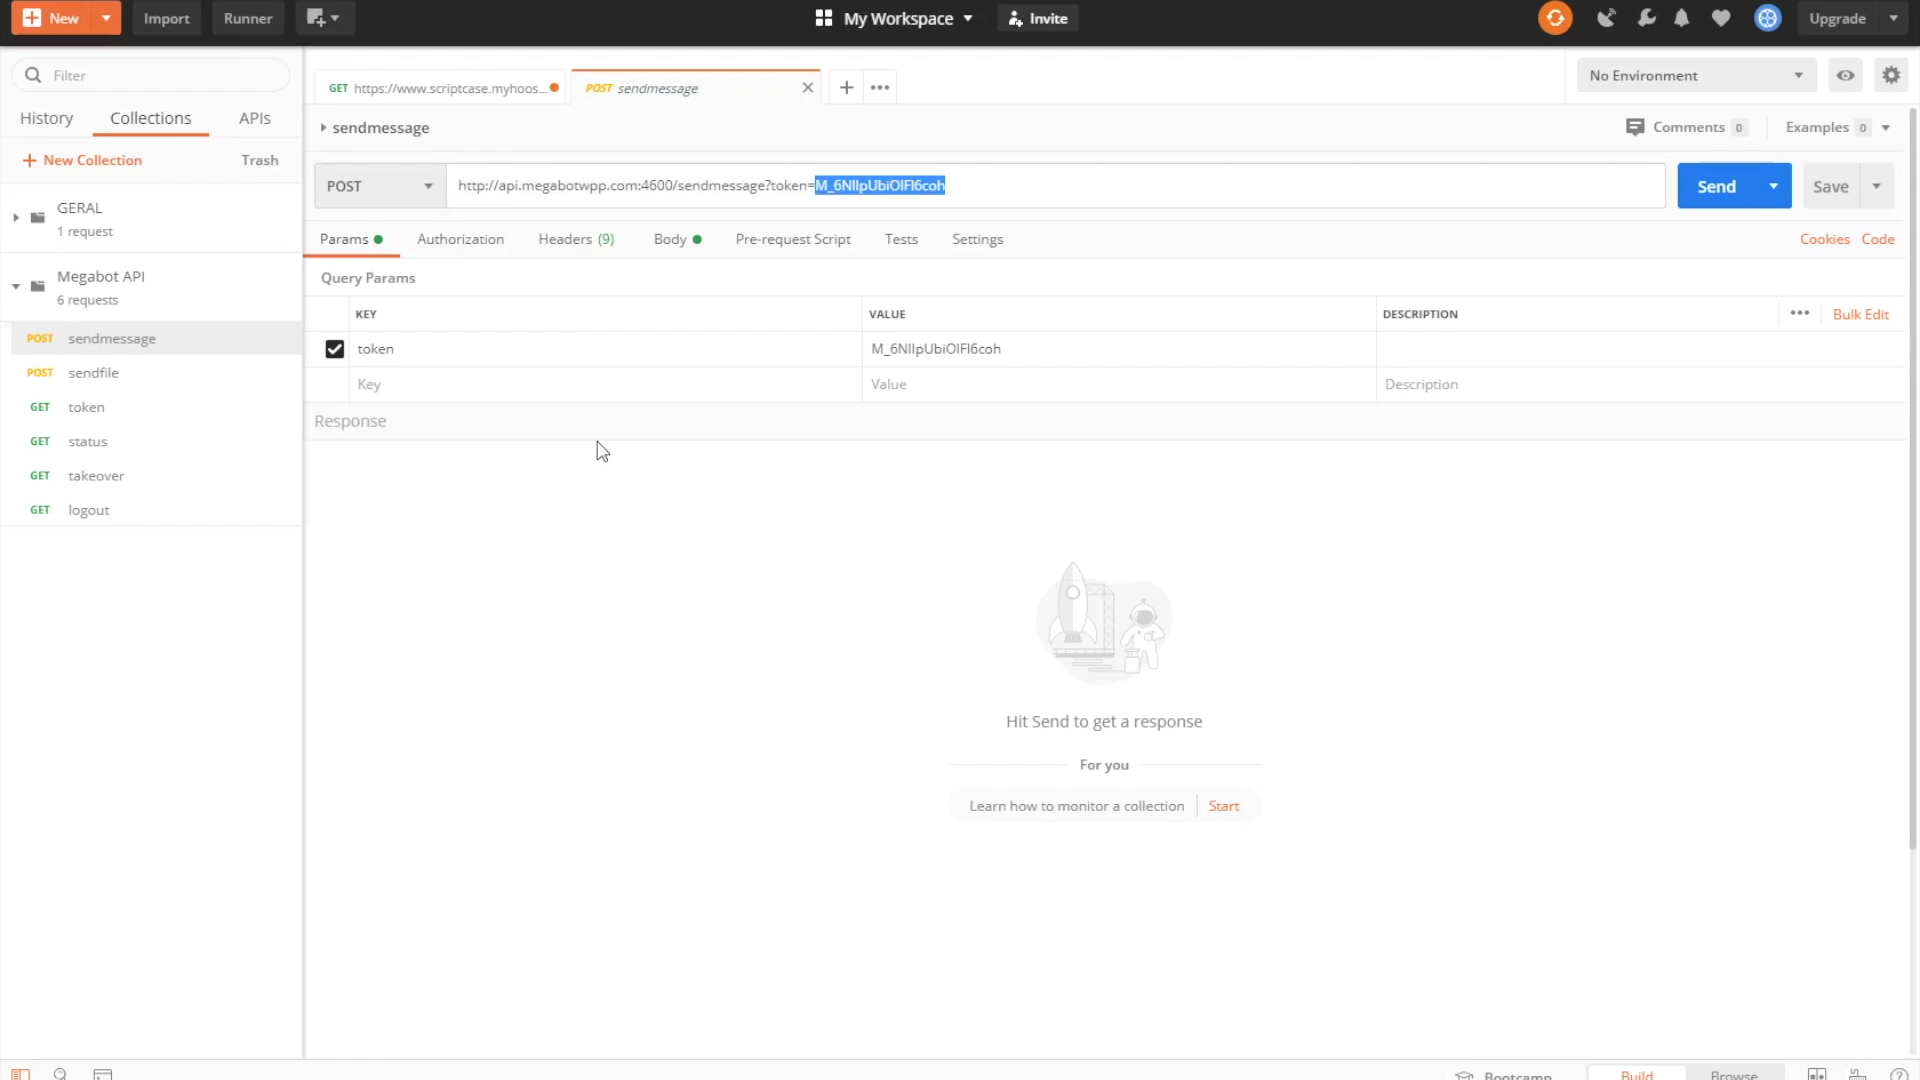 New
Import
Runner
My Workspace
Invite
Upgrade
Filter
GET https://www.scriptcase.myhoos...
POST sendmessage
No Environment
History
Collections
APIs
sendmessage
Comments 0
Examples 0
New Collection
Trash
POST
http://api.megabotwpp.com:4600/sendmessage?token=M_6NIIpUbiOIFI6coh
Send
Save
GERAL
1 request
Params
Authorization
Headers (9)
Body
Pre-request Script
Tests
Settings
Cookies
Code
Megabot API
6 requests
Query Params
KEY
VALUE
DESCRIPTION
Bulk Edit
POST sendmessage
token
M_6NIIpUbiOIFI6coh
POST sendfile
Key
Value
Description
GET token
Response
GET status
GET takeover
GET logout
Hit Send to get a response
For you
Learn how to monitor a collection
Start
Bootcamp
Build
Browse